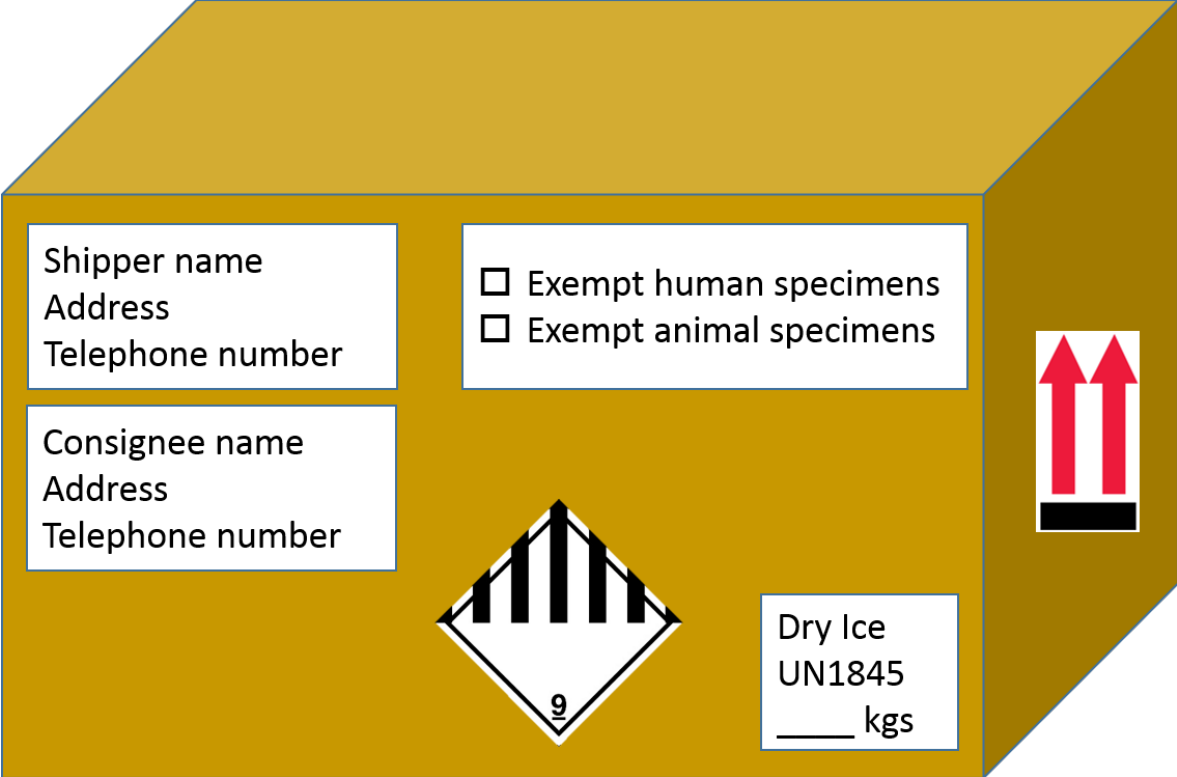 Shipper name
Address
Telephone number
Exempt human specimens
Exempt animal specimens
Consignee name
Address
Telephone number
9
Dry Ice
UN1845
____ kgs